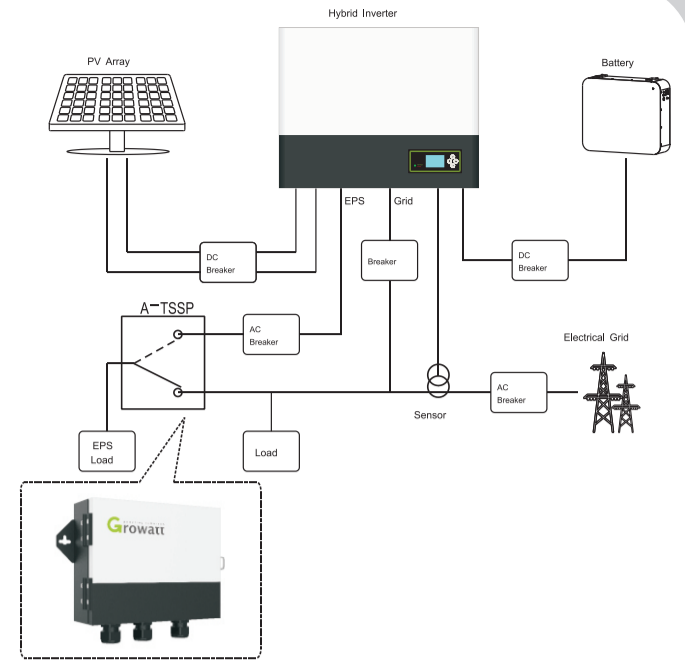 Hybrid Inverter
PV Array
Battery
EPS
Grid
DC
Breaker
Breaker
DC
Breaker
A-TSSP
AC
Breaker
Electrical Grid
AC
Breaker
Sensor
EPS
Load
Load
Growatt